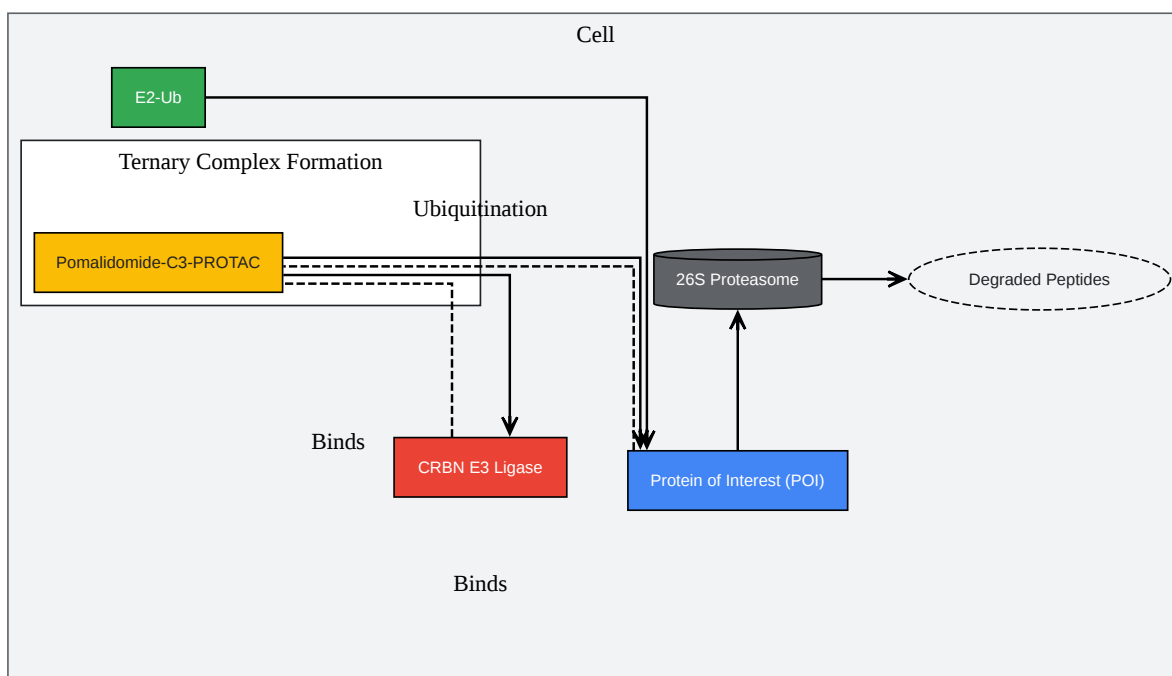 Cell
E2-Ub
Ternary Complex Formation
Ubiquitination
Pomalidomide-C3-PROTAC
26S Proteasome
Degraded Peptides
Binds
CRBN E3 Ligase
Protein of Interest (POI)
Binds